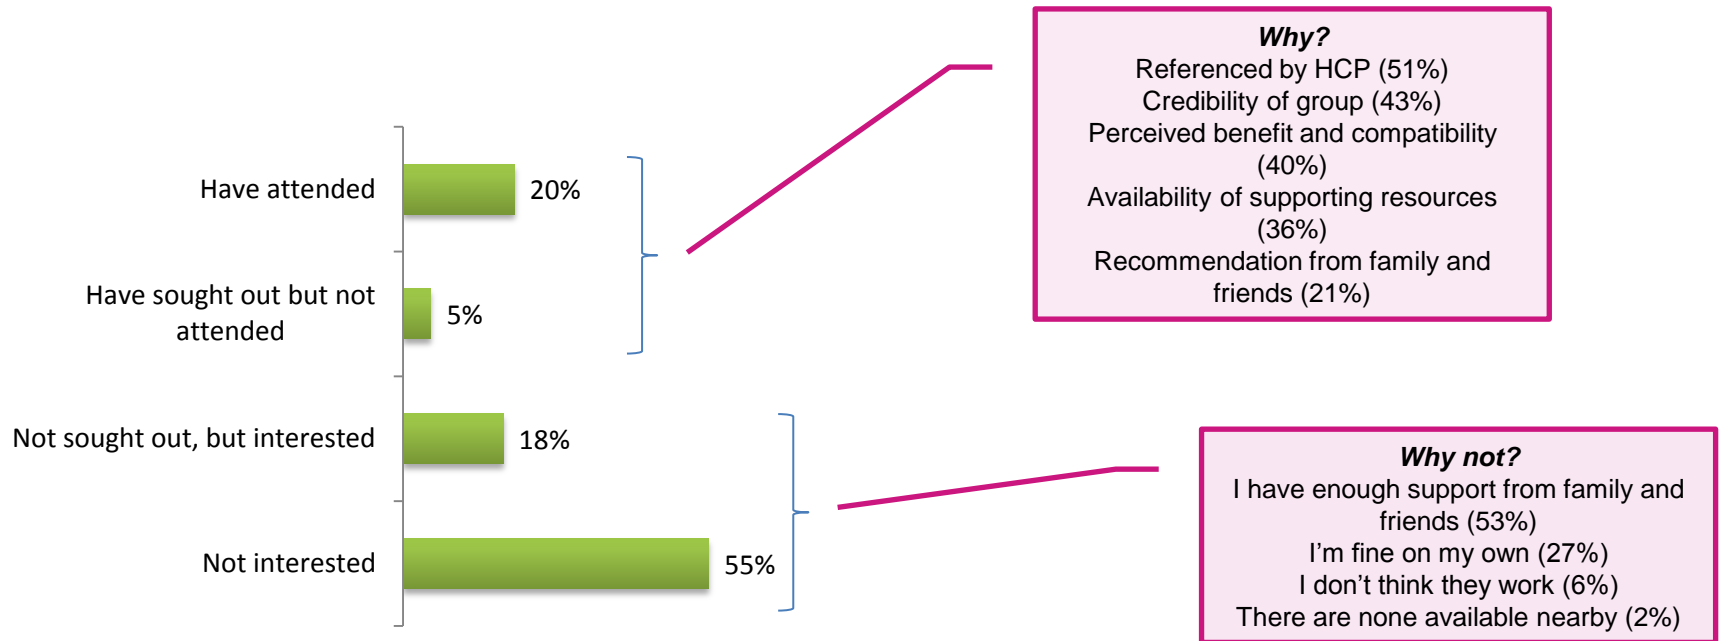 Have attended
20%
Have sought out but not
attended
5%
Not sought out, but interested
18%
Not interested
55%
Why?
Referenced by HCP (51%)
Credibility of group (43%)
Perceived benefit and compatibility
(40%)
Availability of supporting resources
(36%)
Recommendation from family and
friends (21%)
Why not?
I have enough support from family and
friends (53%)
I’m fine on my own (27%)
I don’t think they work (6%)
There are none available nearby (2%)